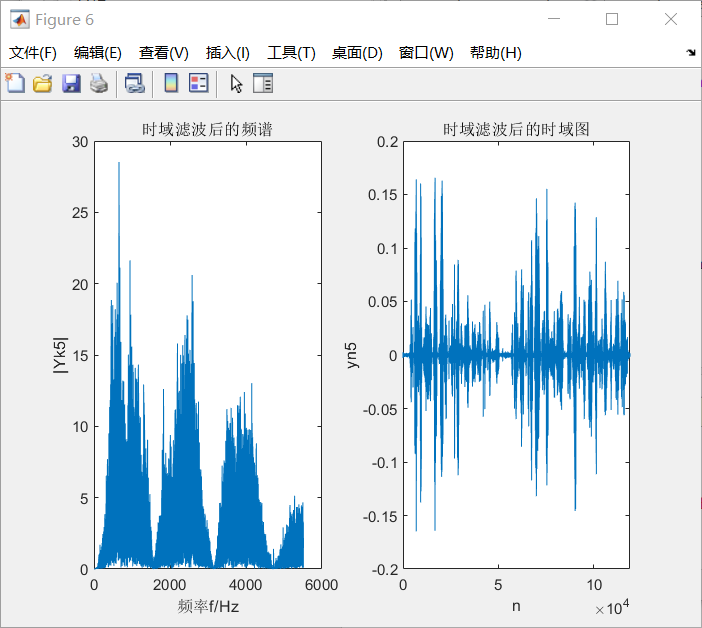 Figure 6
文件(F) 编辑(E) 查看(V) 插入(I) 工具(T) 桌面(D) 窗口(W) 帮助(H)
时域滤波后的频谱
30
25
20
15
10
5
0
|Yk5|
0 2000 4000 6000
频率f/Hz
时域滤波后的时域图
0.2
0.15
0.1
0.05
0
-0.05
-0.1
-0.15
-0.2
yn5
0 5 10
n
×10⁴